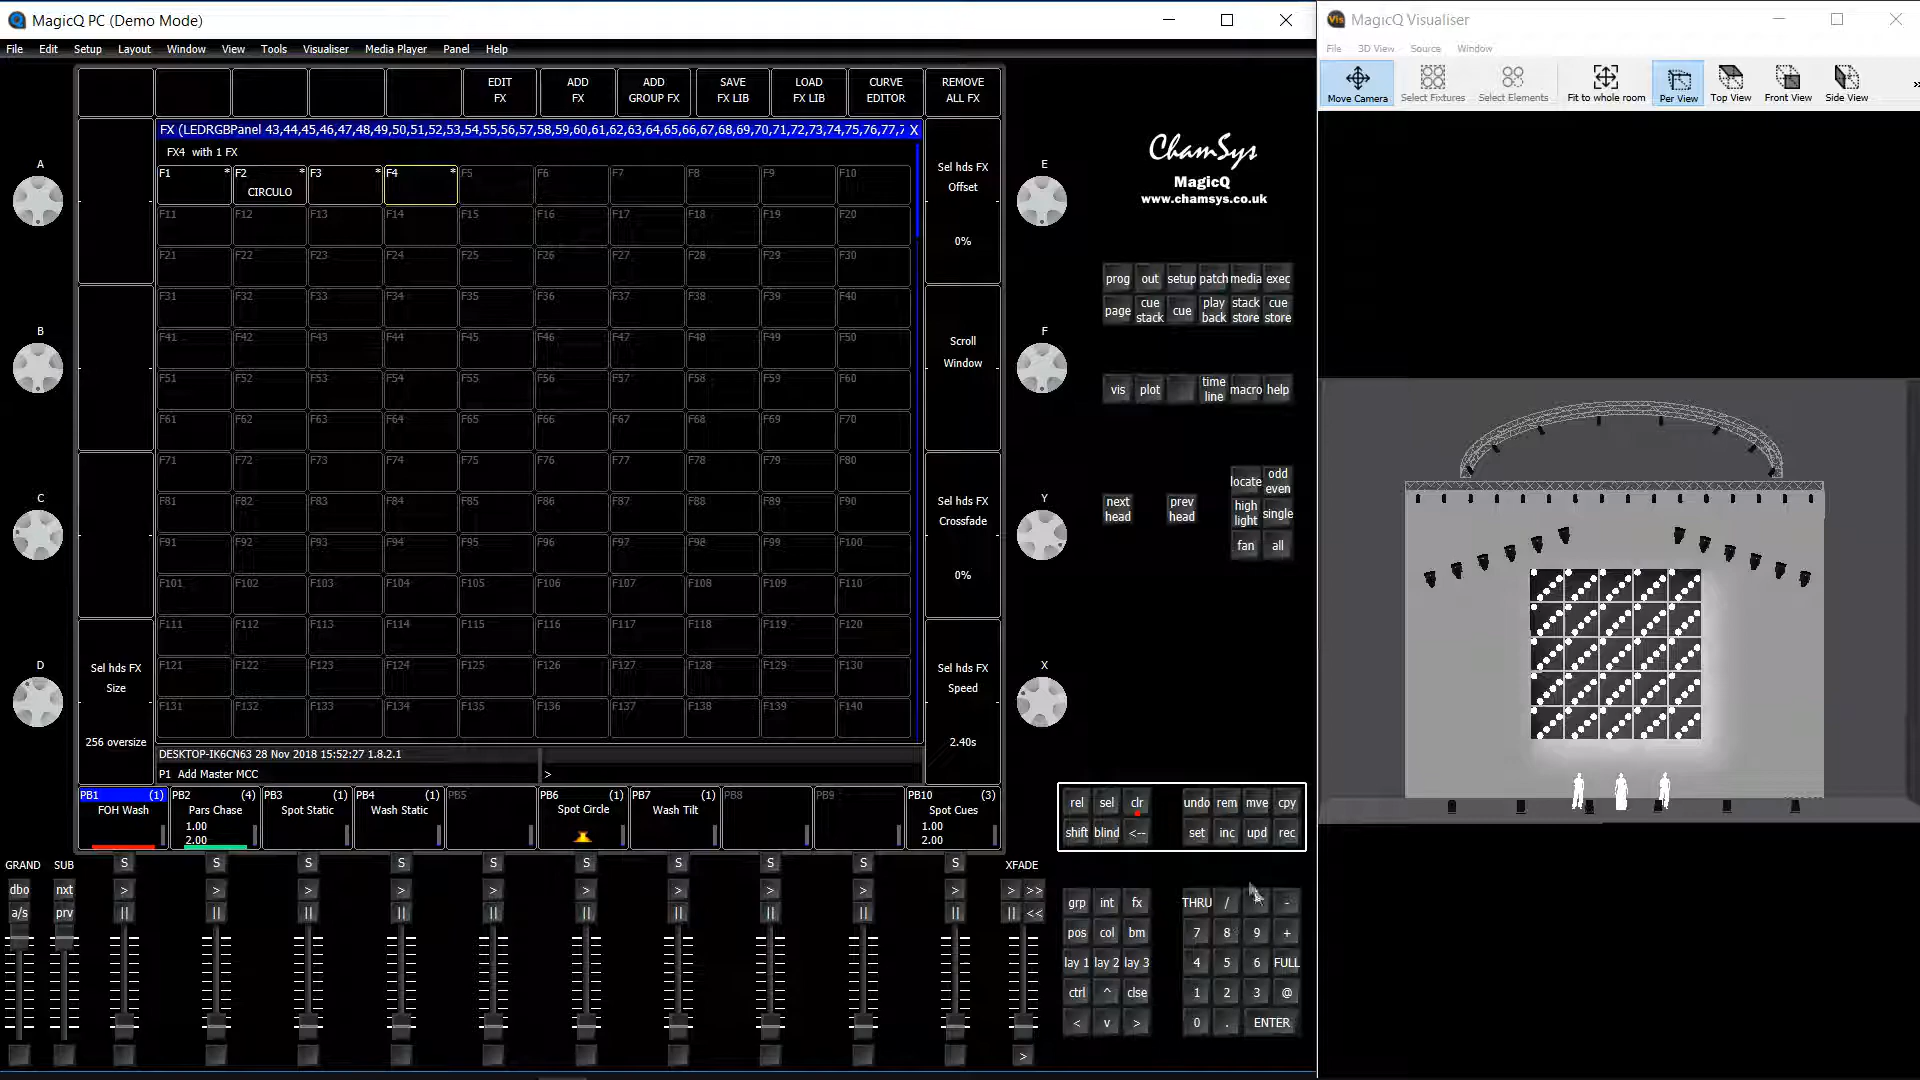 MagicQ PC (Demo Mode)
File Edit Setup Layout Window View Tools Visualiser Media Player Panel Help
EDIT FX
ADD FX
ADD GROUP FX
SAVE FX LIB
LOAD FX LIB
CURVE EDITOR
REMOVE ALL FX
FX (LEDRGBPanel 43,44,45,46,47,48,49,50,51,52,53,54,55,56,57,58,59,60,61,62,63,64,65,66,67,68,69,70,71,72,73,74,75,76,77,7 X
FX4 with 1 FX
F1 * F2 * F3 * F4 * F5 F6 F7 F8 F9 F10
CIRCULO
F11 F12 F13 F14 F15 F16 F17 F18 F19 F20
F21 F22 F23 F24 F25 F26 F27 F28 F29 F30
F31 F32 F33 F34 F35 F36 F37 F38 F39 F40
F41 F42 F43 F44 F45 F46 F47 F48 F49 F50
F51 F52 F53 F54 F55 F56 F57 F58 F59 F60
F61 F62 F63 F64 F65 F66 F67 F68 F69 F70
F71 F72 F73 F74 F75 F76 F77 F78 F79 F80
F81 F82 F83 F84 F85 F86 F87 F88 F89 F90
F91 F92 F93 F94 F95 F96 F97 F98 F99 F100
F101 F102 F103 F104 F105 F106 F107 F108 F109 F110
F111 F112 F113 F114 F115 F116 F117 F118 F119 F120
F121 F122 F123 F124 F125 F126 F127 F128 F129 F130
F131 F132 F133 F134 F135 F136 F137 F138 F139 F140
A
B
C
D
Sel hds FX
Size
256 oversize
Sel hds FX
Offset
0%
Scroll
Window
Sel hds FX
Crossfade
0%
Sel hds FX
Speed
2.40s
E
F
Y
X
DESKTOP-IK6CN63 28 Nov 2018 15:52:27 1.8.2.1
P1 Add Master MCC
>
PB1 (1) PB2 (4) PB3 (1) PB4 (1) PB5 PB6 (1) PB7 (1) PB8 PB9 PB10 (3)
FOH Wash Pars Chase Spot Static Wash Static Spot Circle Wash Tilt Spot Cues
1.00 1.00
2.00 2.00
GRAND SUB S S S S S S S S S S XFADE
dbo nxt > > > > > > > > > > > >>
a/s prv || || || || || || || || || || || <<
>
ChamSys
MagicQ
www.chamsys.co.uk
prog out setup patch media exec
page cue stack cue play back stack store cue store
vis plot time line macro help
next head prev head
locate odd even
high light single
fan all
rel sel clr undo rem mve cpy
shift blind <-- set inc upd rec
grp int fx THRU / -
pos col bm 7 8 9 +
lay 1 lay 2 lay 3 4 5 6 FULL
ctrl ^ clse 1 2 3 @
< v > 0 . ENTER
Vis MagicQ Visualiser
File 3D View Source Window
Move Camera Select Fixtures Select Elements Fit to whole room Per View Top View Front View Side View »